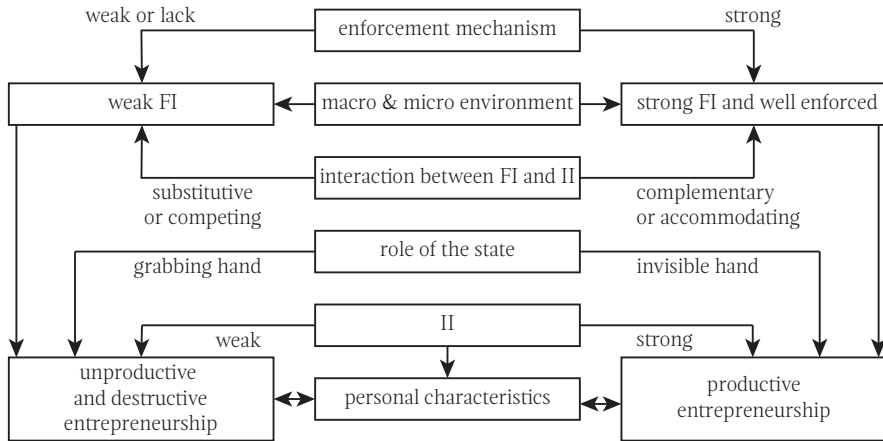 weak or lack
enforcement mechanism
strong
weak FI
macro & micro environment
strong FI and well enforced
interaction between FI and II
substitutive
or competing
complementary
or accommodating
role of the state
grabbing hand
invisible hand
II
weak
strong
unproductive
and destructive
entrepreneurship
personal characteristics
productive
entrepreneurship